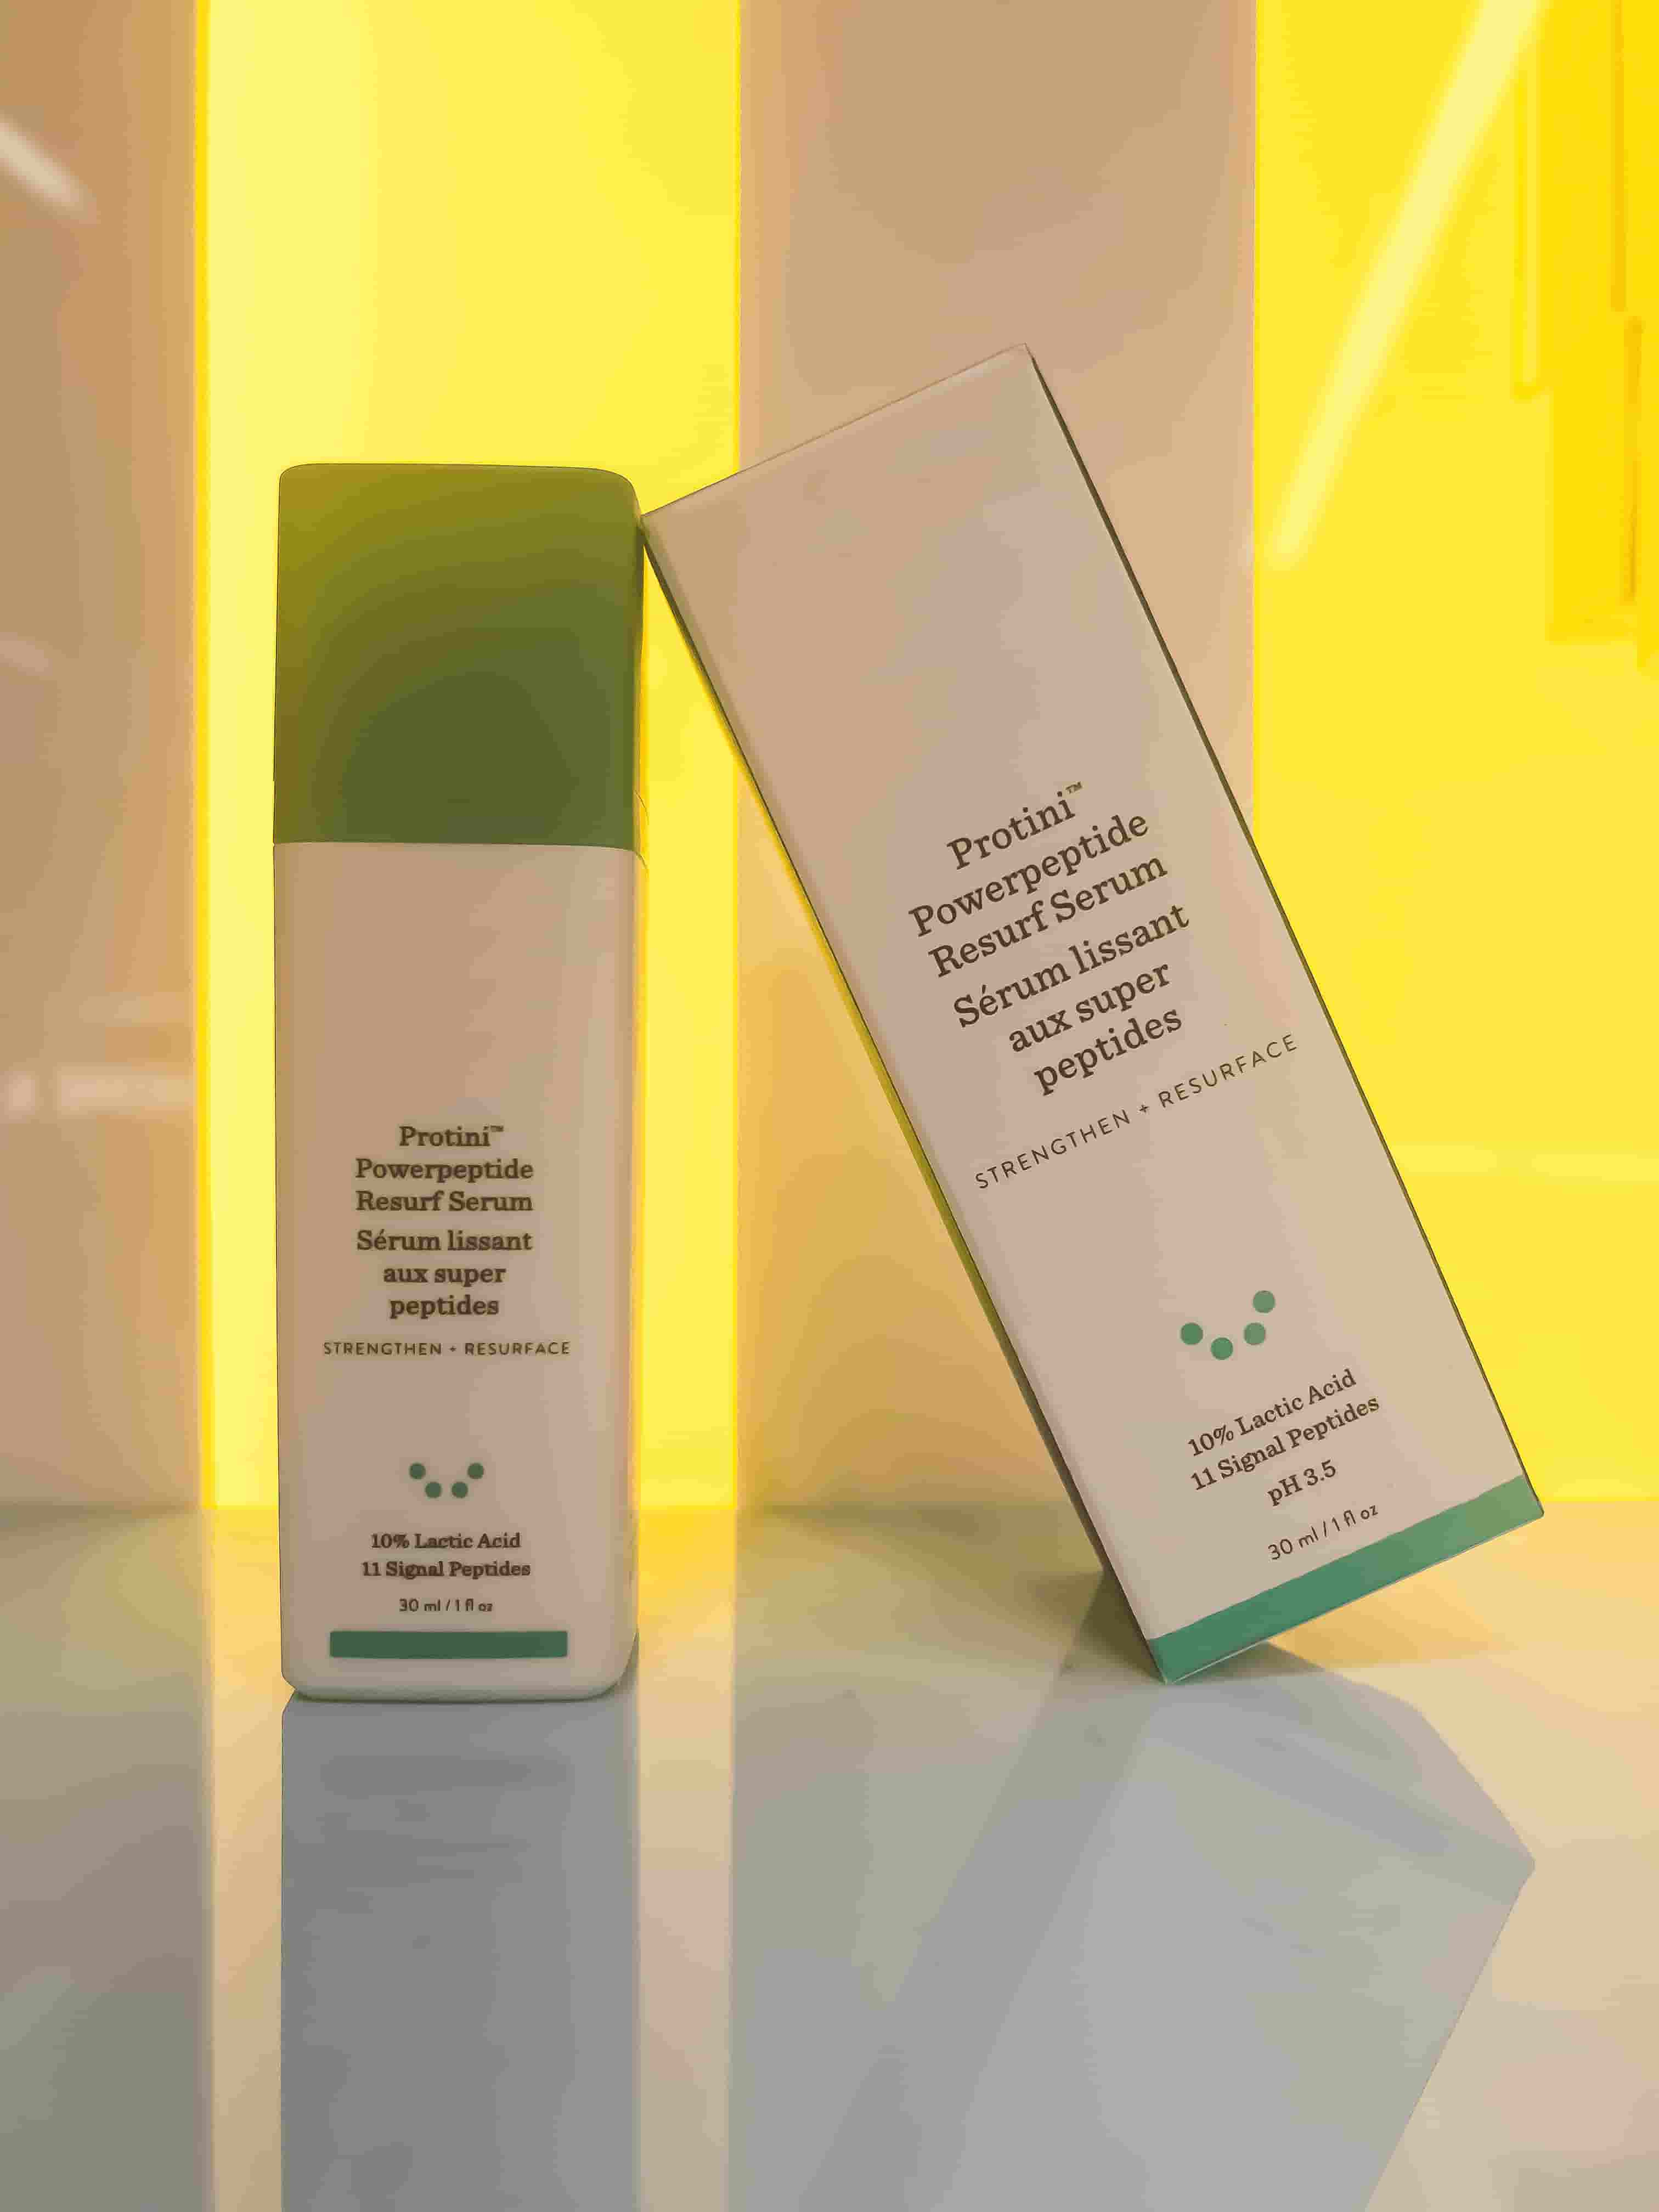 Protini™
Powerpeptide
Resurf Serum
Sérum lissant
aux super
peptides
STRENGTHEN + RESURFACE
10% Lactic Acid
11 Signal Peptides
30 ml / 1 fl oz
Protini™
Powerpeptide
Resurf Serum
Sérum lissant
aux super
peptides
STRENGTHEN + RESURFACE
10% Lactic Acid
11 Signal Peptides
pH 3.5
30 ml / 1 fl oz